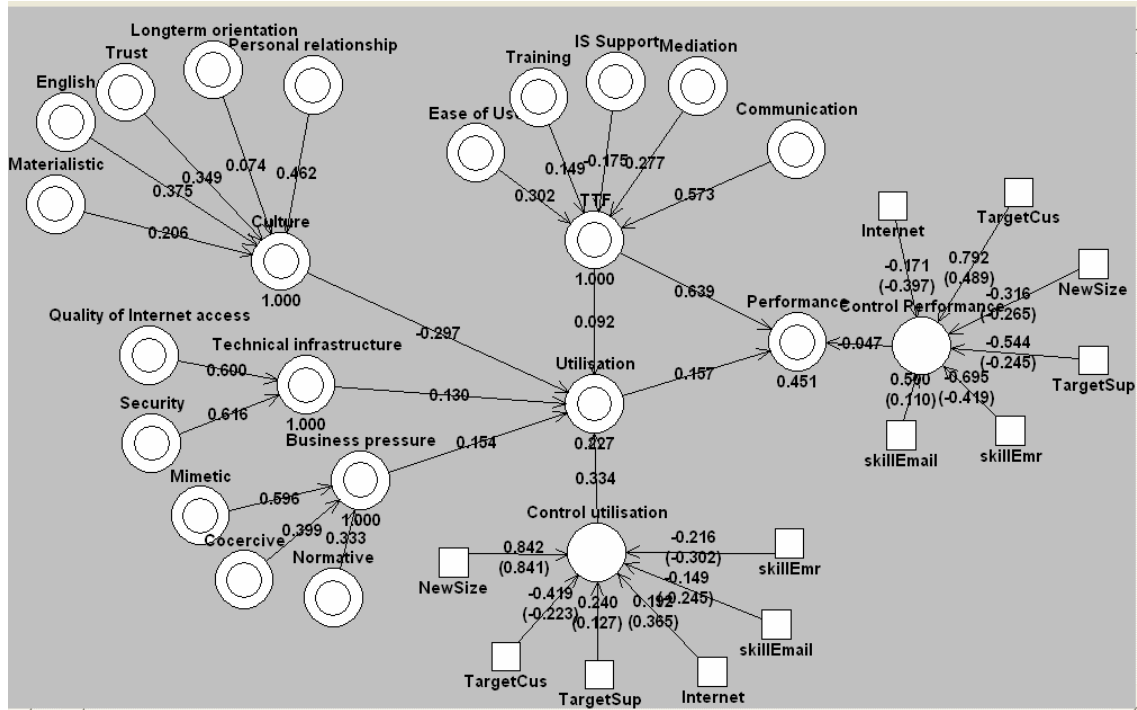 Longterm orientation
Personal relationship
Trust
English
Materialistic
0.206
0.375
0.349
0.074
0.462
Culture
1.000
IS Support
Training
Mediation
Ease of Use
Communication
0.302
0.149
-0.175
0.277
0.573
TTF
1.000
Internet
TargetCus
NewSize
TargetSup
skillEmr
skillEmail
-0.171
(-0.397)
0.792
(0.489)
-0.316
(-0.265)
-0.544
(-0.245)
-0.695
(-0.419)
0.500
(0.110)
Control Performance
-0.047
Performance
0.451
0.639
0.092
0.157
-0.297
Quality of Internet access
0.600
Security
0.616
Technical infrastructure
1.000
0.130
Utilisation
0.227
Business pressure
1.000
0.154
Mimetic
0.596
Cocercive
0.399
Normative
0.333
0.334
Control utilisation
NewSize
0.842
(0.841)
TargetCus
-0.419
(-0.223)
TargetSup
0.240
(0.127)
Internet
0.192
(0.365)
skillEmail
-0.149
(-0.245)
skillEmr
-0.216
(-0.302)